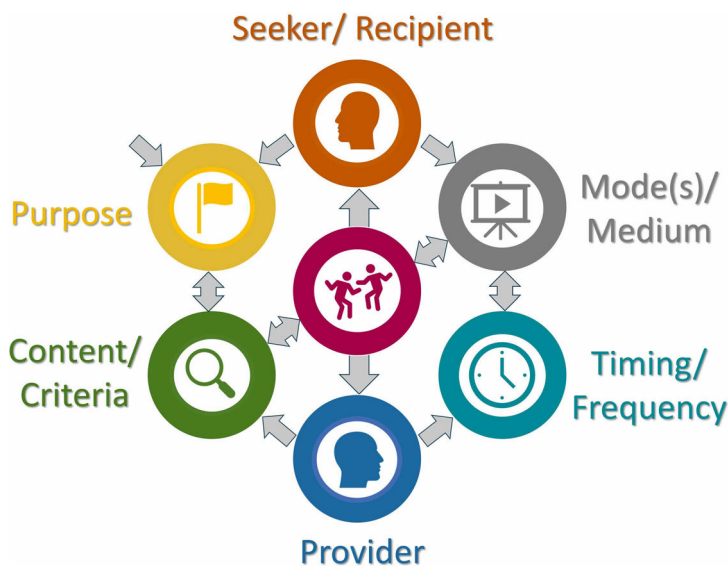 Seeker/ Recipient
Purpose
Mode(s)/
Medium
Content/
Criteria
Timing/
Frequency
Provider